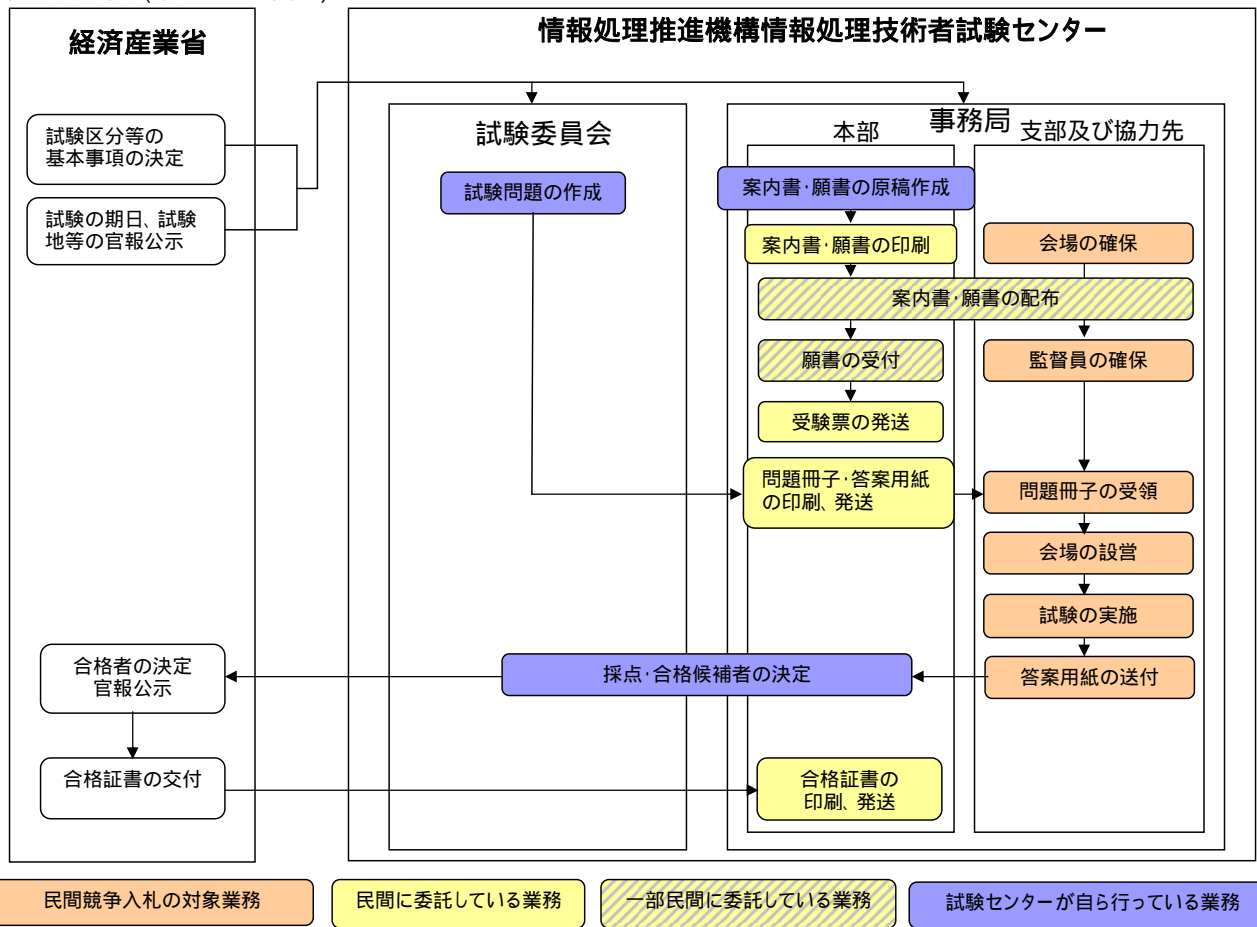 経済産業省
情報処理推進機構情報処理技術者試験センター
試験区分等の
基本事項の決定
試験の期日、試験
地等の官報公示
試験委員会
事務局
本部
支部及び協力先
試験問題の作成
案内書・願書の原稿作成
案内書・願書の印刷
会場の確保
案内書・願書の配布
願書の受付
監督員の確保
受験票の発送
問題冊子・答案用紙
の印刷、発送
問題冊子の受領
会場の設営
試験の実施
合格者の決定
官報公示
採点・合格候補者の決定
答案用紙の送付
合格証書の交付
合格証書の
印刷、発送
民間競争入札の対象業務
民間に委託している業務
一部民間に委託している業務
試験センターが自ら行っている業務